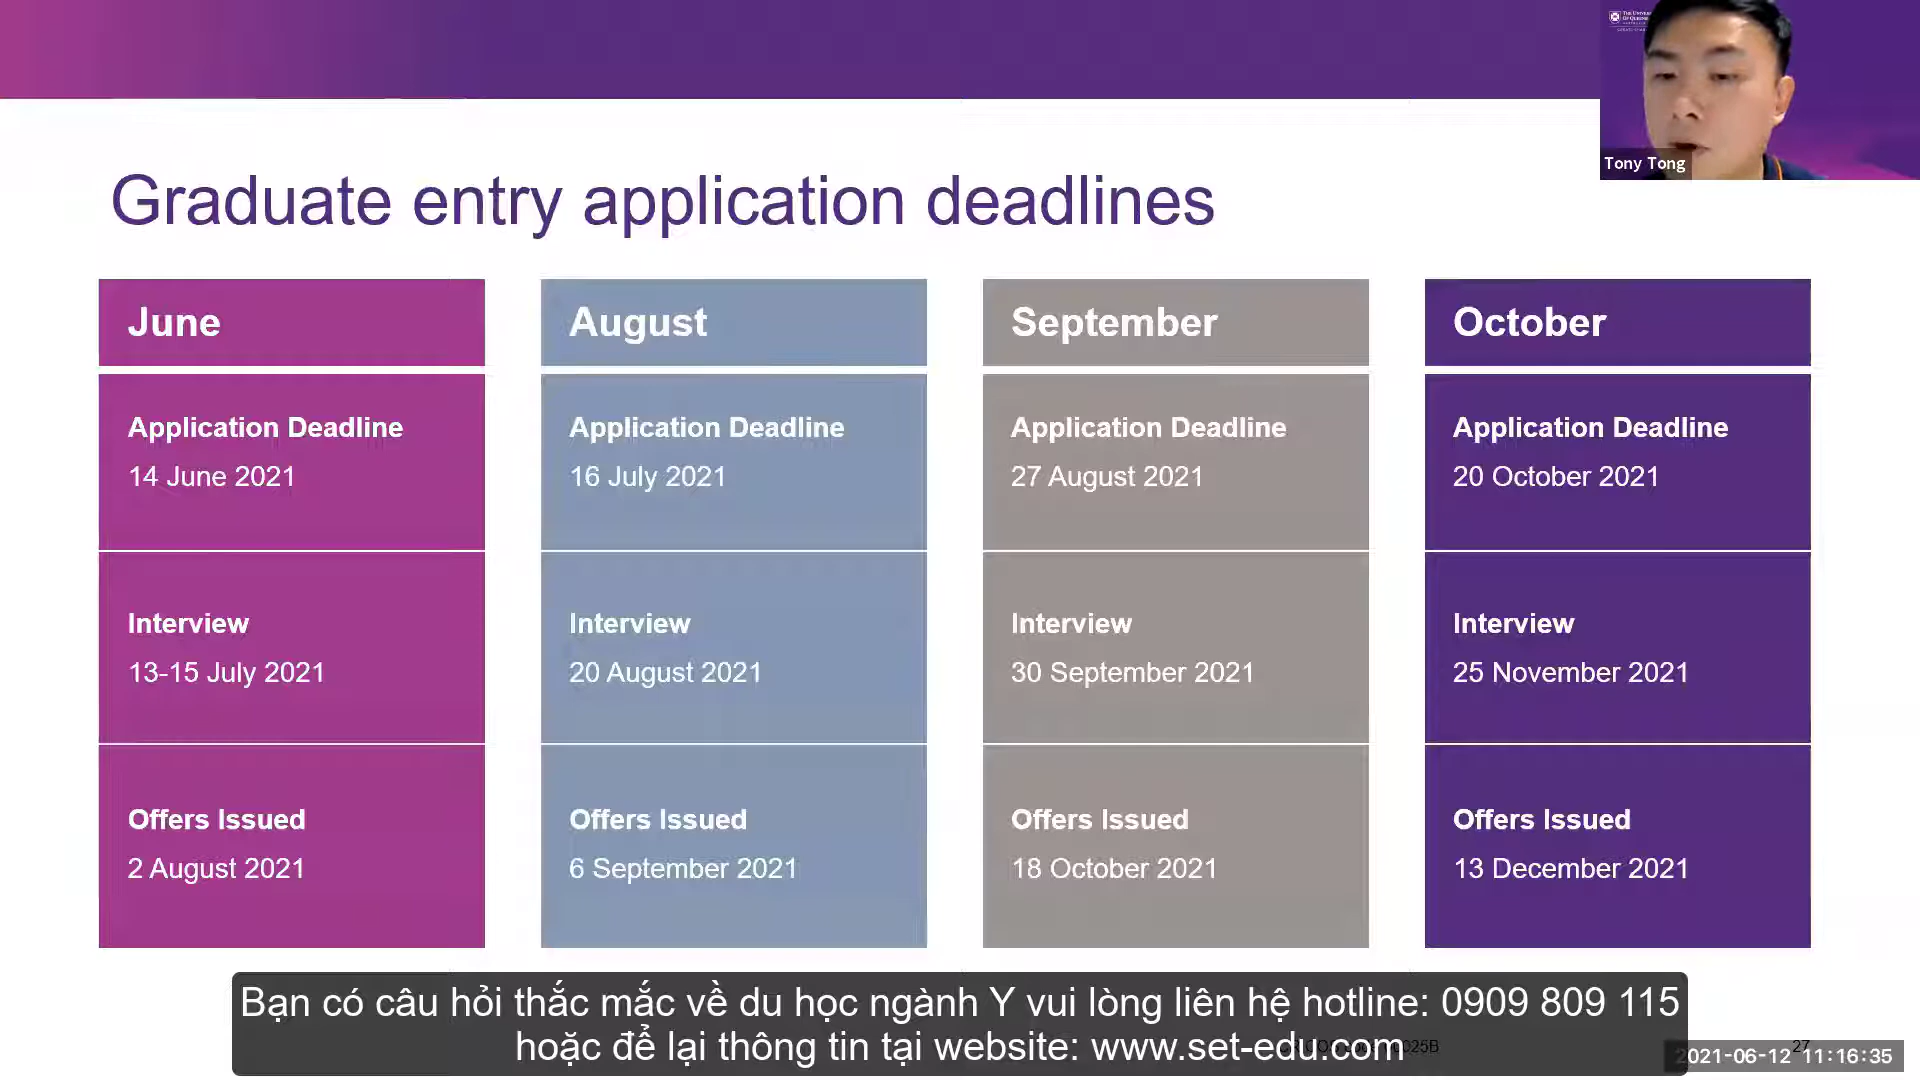 THE UNIVER
OF QUEENS
Tony Tong
Graduate entry application deadlines
June
Application Deadline
14 June 2021
Interview
13-15 July 2021
Offers Issued
2 August 2021
August
Application Deadline
16 July 2021
Interview
20 August 2021
Offers Issued
6 September 2021
September
Application Deadline
27 August 2021
Interview
30 September 2021
Offers Issued
18 October 2021
October
Application Deadline
20 October 2021
Interview
25 November 2021
Offers Issued
13 December 2021
Bạn có câu hỏi thắc mắc về du học ngành Y vui lòng liên hệ hotline: 0909 809 115
hoặc để lại thông tin tại website: www.set-edu.com
27
2021-06-12 11:16:35